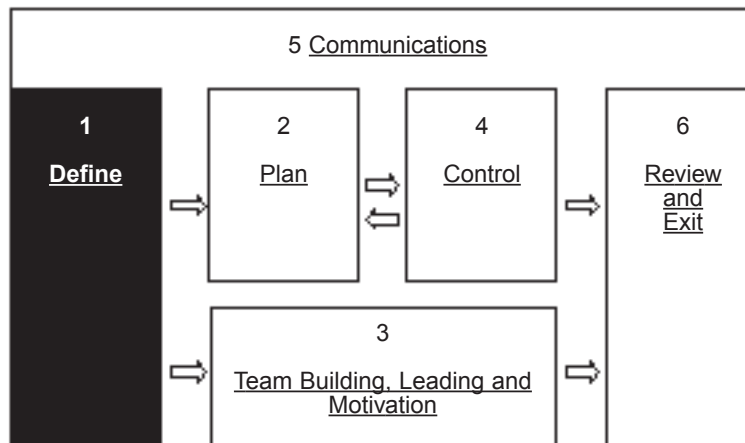 5 Communications
1
Define
2
Plan
4
Control
6
Review
and
Exit
3
Team Building, Leading and
Motivation